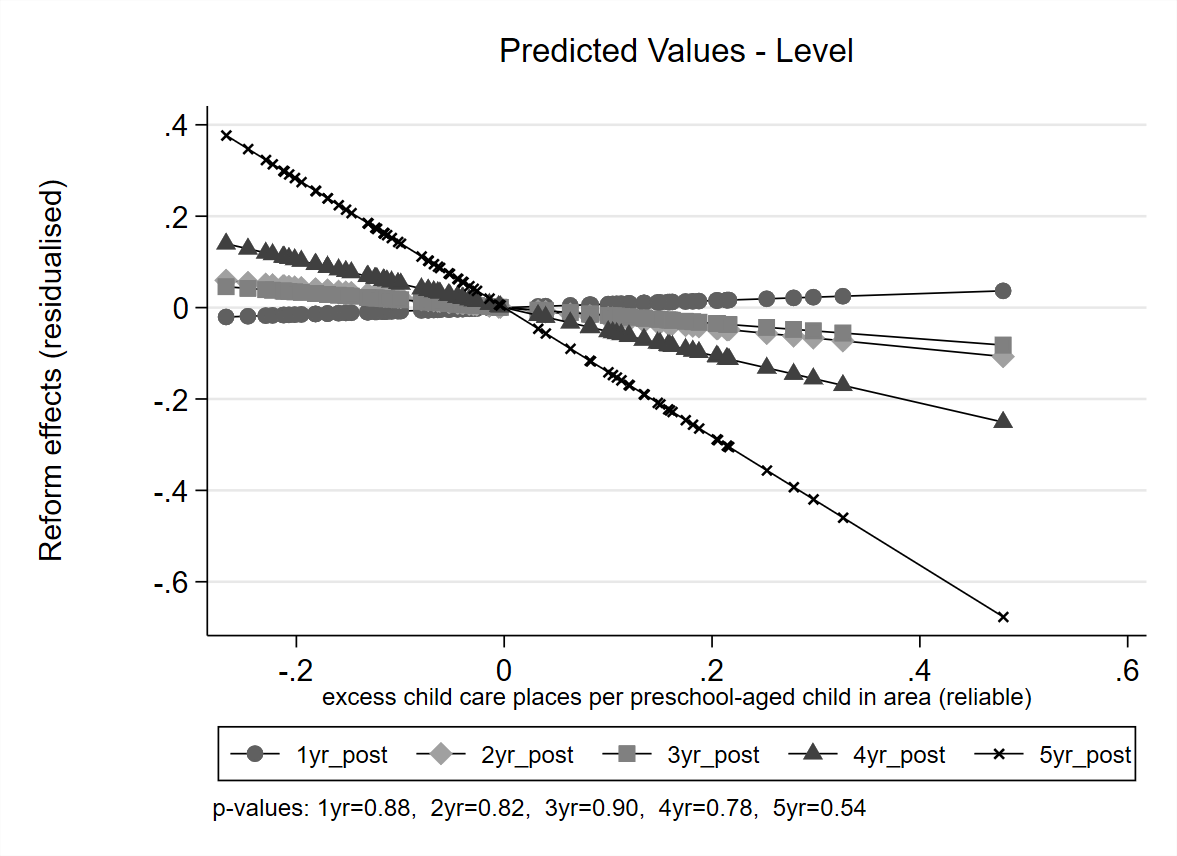 Predicted Values - Level
Reform effects (residualised)
.4
.2
0
-.2
-.4
-.6
-.2 0 .2 .4 .6
excess child care places per preschool-aged child in area (reliable)
1yr_post 2yr_post 3yr_post 4yr_post 5yr_post
p-values: 1yr=0.88, 2yr=0.82, 3yr=0.90, 4yr=0.78, 5yr=0.54